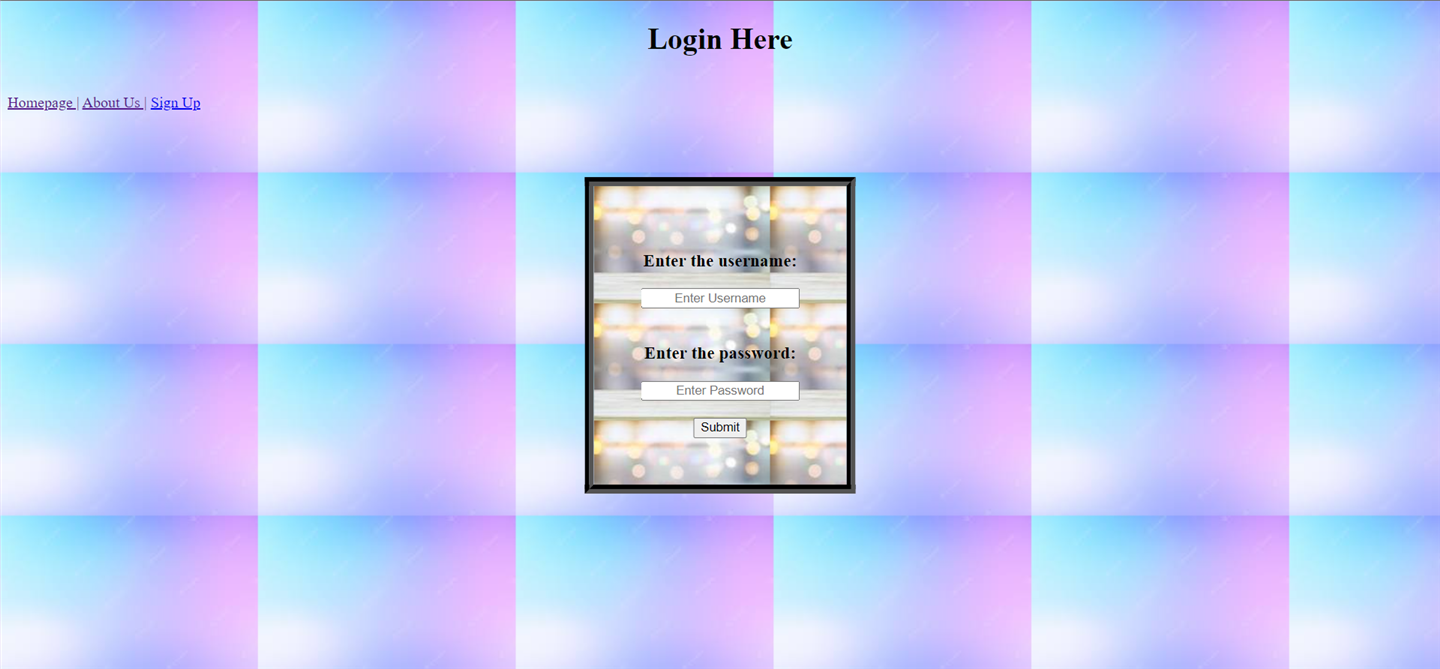 Login Here
Homepage | About Us | Sign Up
Enter the username:
Enter Username
Enter the password:
Enter Password
Submit